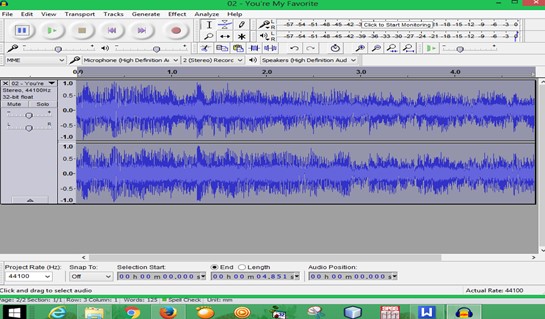 02 - You're My Favorite
File Edit View Transport Tracks Generate Effect Analyze Help
-57 -54 -51 -48 -45 -42 -3 Click to Start Monitoring 1 -18 -15 -12 -9 -6 -3 0
-57 -54 -51 -48 -45 -42 -39 -36 -33 -30 -27 -24 -21 -18 -15 -12 -9 -6 -3 0
MME Microphone (High Definition Au 2 (Stereo) Recorc Speakers (High Definition Aud
0.0 1.0 2.0 3.0 4.0
× 02 - You're
Stereo, 44100Hz
32-bit float
Mute Solo
- +
L R
1.0
0.5
0.0
-0.5
-1.0
1.0
0.5
0.0
-0.5
-1.0
Project Rate (Hz): Snap To: Selection Start: End Length Audio Position:
44100 Off 00 h 00 m 00,000 s 00 h 00 m 04,851 s 00 h 00 m 00,000 s
Click and drag to select audio Actual Rate: 44100
Page: 2/2 Section: 1/1 Row: 3 Column: 1 Words: 125 Spell Check Unit: mm